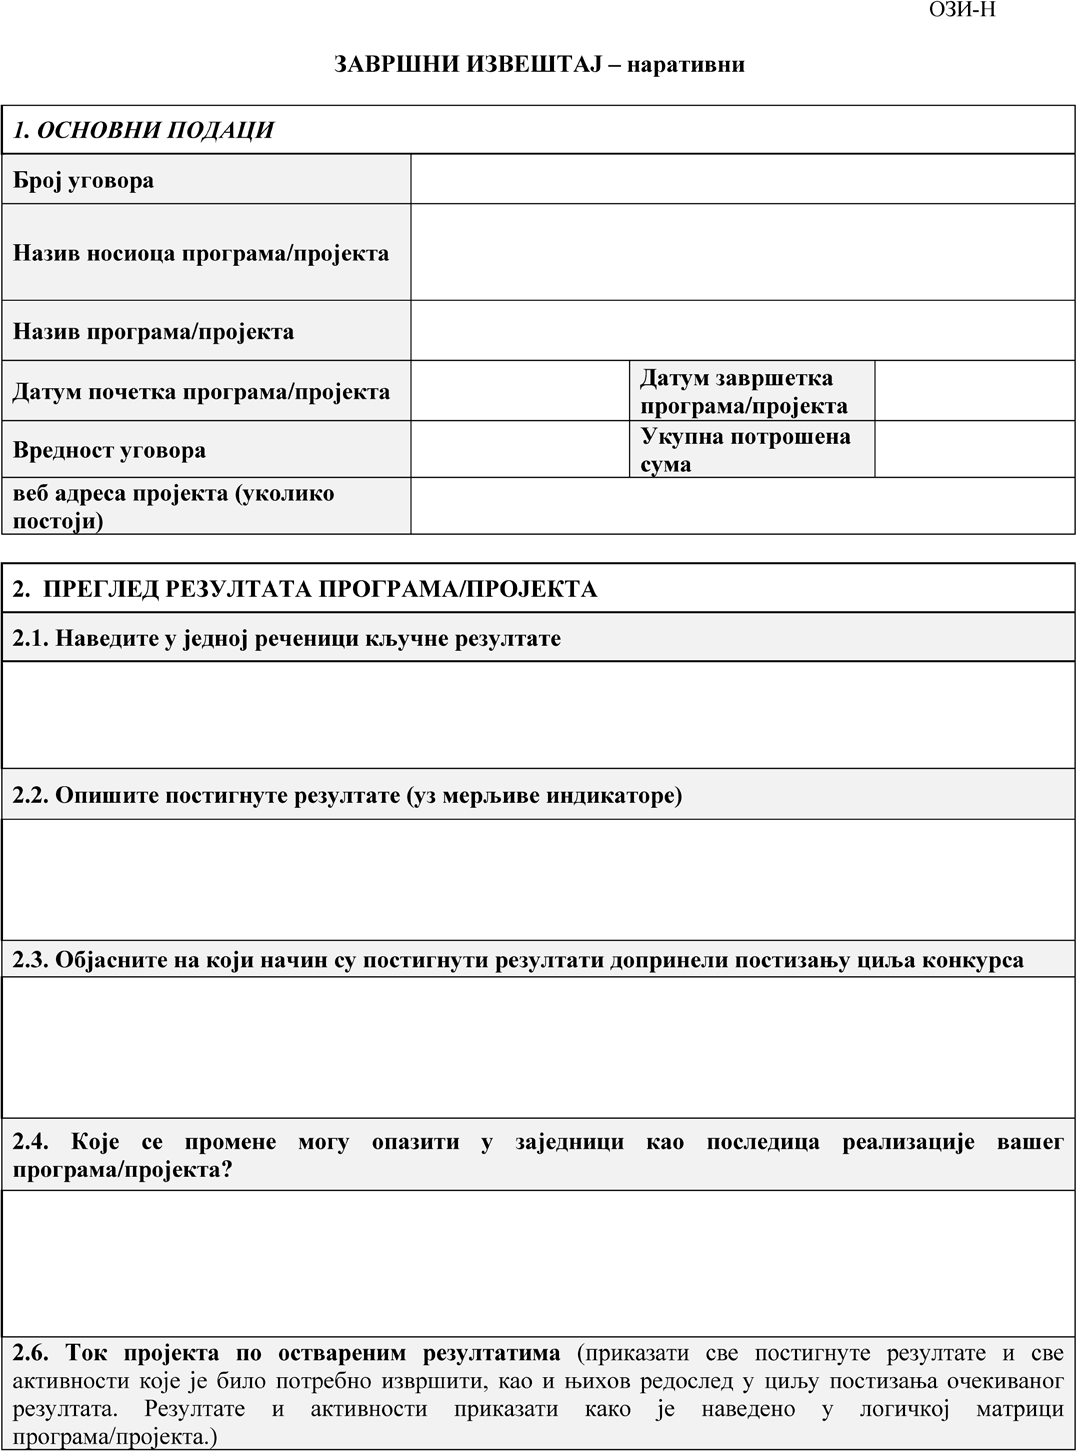 ОЗИ-Н
ЗАВРШНИ ИЗВЕШТАЈ – наративни
1. ОСНОВНИ ПОДАЦИ
Број уговора
Назив носиоца програма/пројекта
Назив програма/пројекта
Датум почетка програма/пројекта
Датум завршетка
програма/пројекта
Вредност уговора
Укупна потрошена
сума
веб адреса пројекта (уколико
постоји)
2. ПРЕГЛЕД РЕЗУЛТАТА ПРОГРАМА/ПРОЈЕКТА
2.1. Наведите у једној реченици кључне резултате
2.2. Опишите постигнуте резултате (уз мерљиве индикаторе)
2.3. Објасните на који начин су постигнути резултати допринели постизању циља конкурса
2.4. Које се промене могу опазити у заједници као последица реализације вашег
програма/пројекта?
2.6. Ток пројекта по оствареним резултатима (приказати све постигнуте резултате и све
активности које је било потребно извршити, као и њихов редослед у циљу постизања очекиваног
резултата. Резултате и активности приказати како је наведено у логичкој матрици
програма/пројекта.)